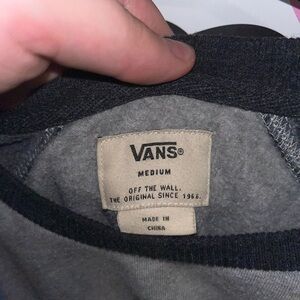 VANS®
MEDIUM
OFF THE WALL.
THE ORIGINAL SINCE 1966.
MADE IN
CHINA